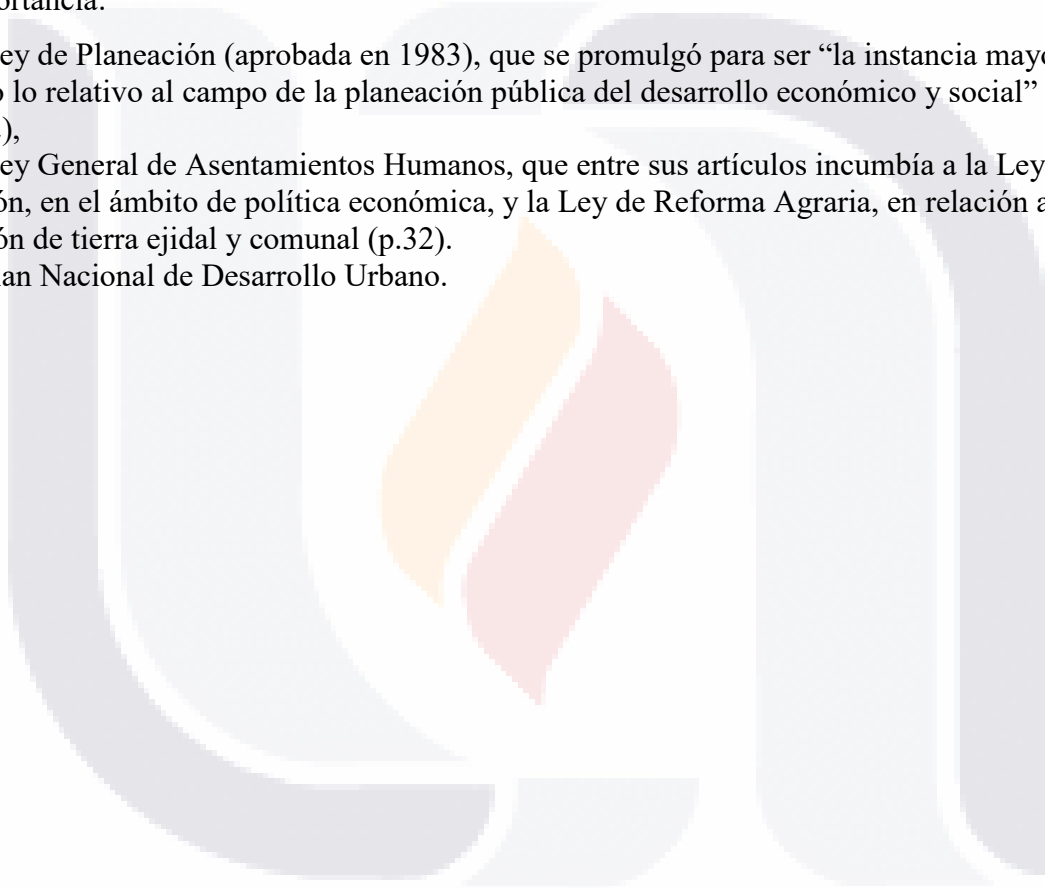 ortancia.
ey de Planeación (aprobada en 1983), que se promulgó para ser “la instancia mayo
o lo relativo al campo de la planeación pública del desarrollo económico y social”
),
ey General de Asentamientos Humanos, que entre sus artículos incumbía a la Ley
ón, en el ámbito de política económica, y la Ley de Reforma Agraria, en relación a
ón de tierra ejidal y comunal (p.32).
lan Nacional de Desarrollo Urbano.